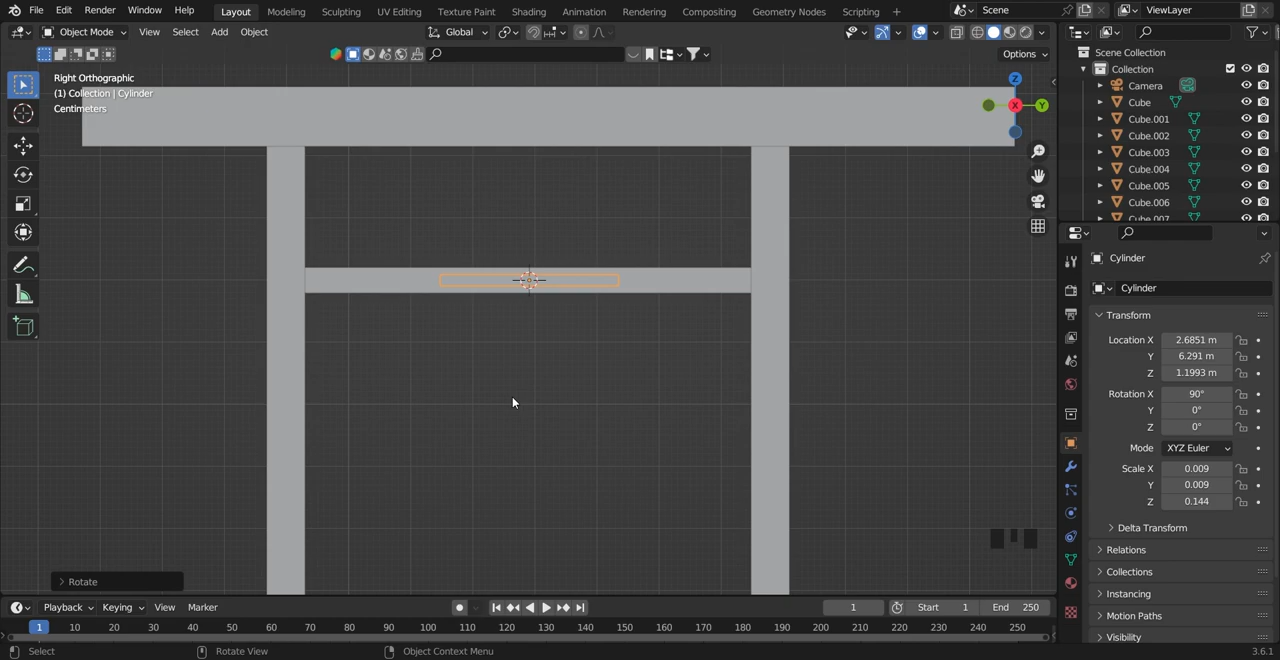 File Edit Render Window Help Layout Modeling Sculpting UV Editing Texture Paint Shading Animation Rendering Compositing Geometry Nodes Scripting + Scene ViewLayer
Object Mode View Select Add Object Global
Options
Right Orthographic
(1) Collection | Cylinder
Centimeters
Z
X
Y
Scene Collection
Collection
Camera
Cube
Cube.001
Cube.002
Cube.003
Cube.004
Cube.005
Cube.006
Cube.007
Cylinder
Cylinder
Transform
Location X 2.6851 m
Y 6.291 m
Z 1.1993 m
Rotation X 90°
Y 0°
Z 0°
Mode XYZ Euler
Scale X 0.009
Y 0.009
Z 0.144
Delta Transform
Relations
Collections
Instancing
Motion Paths
Visibility
Rotate
Playback Keying View Marker 1 Start 1 End 250
1 10 20 30 40 50 60 70 80 90 100 110 120 130 140 150 160 170 180 190 200 210 220 230 240 250
Select Rotate View Object Context Menu 3.6.1